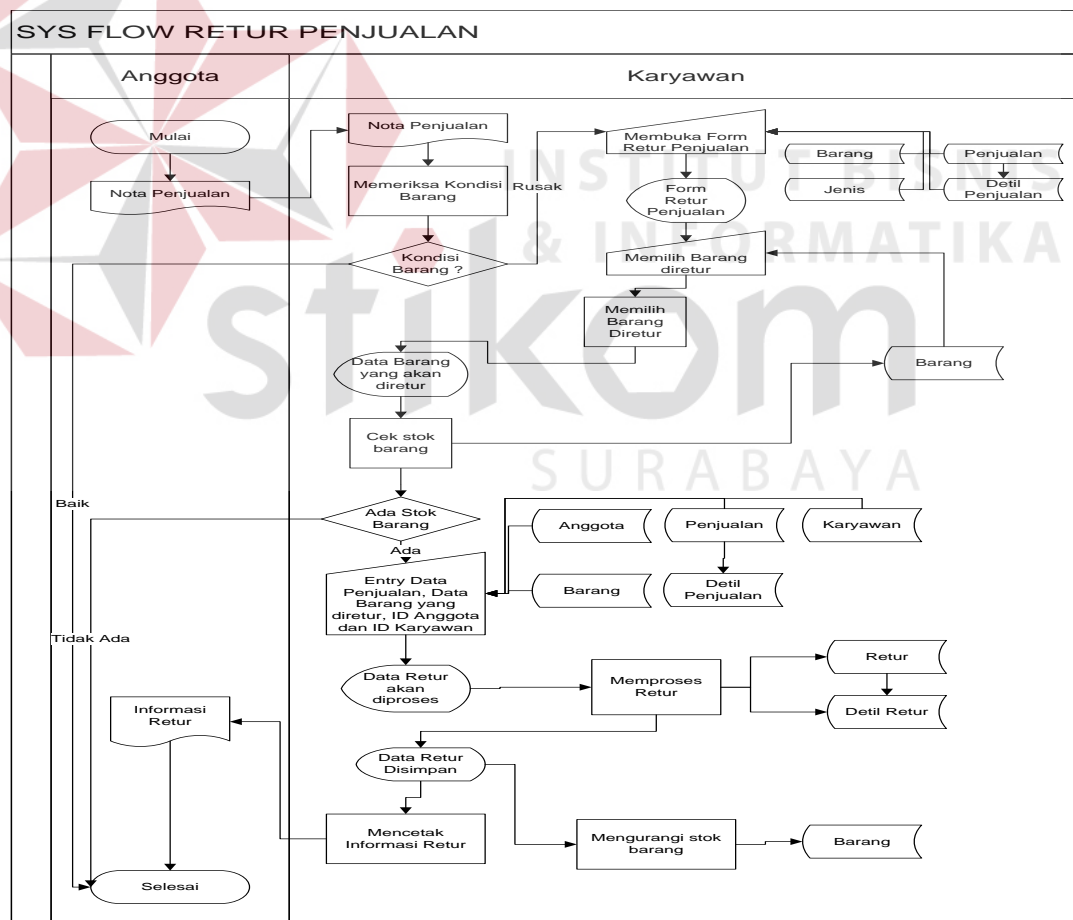 SYS FLOW RETUR PENJUALAN
Anggota
Karyawan
Mulai
Nota Penjualan
Nota Penjualan
Memeriksa Kondisi
Barang
Rusak
Kondisi
Barang ?
Membuka Form
Retur Penjualan
Form
Retur
Penjualan
Barang
Penjualan
Jenis
Detil
Penjualan
Memilih Barang
diretur
Memilih
Barang
Diretur
Data Barang
yang akan
diretur
Barang
Cek stok
barang
Baik
Ada Stok
Barang
Ada
Anggota
Penjualan
Karyawan
Entry Data
Penjualan, Data
Barang yang
diretur, ID Anggota
dan ID Karyawan
Barang
Detil
Penjualan
Tidak Ada
Data Retur
akan
diproses
Memproses
Retur
Retur
Detil Retur
Informasi
Retur
Data Retur
Disimpan
Mencetak
Informasi Retur
Mengurangi stok
barang
Barang
Selesai
INSTITUT BISNIS
& INFORMATIKA
stikom
SURABAYA